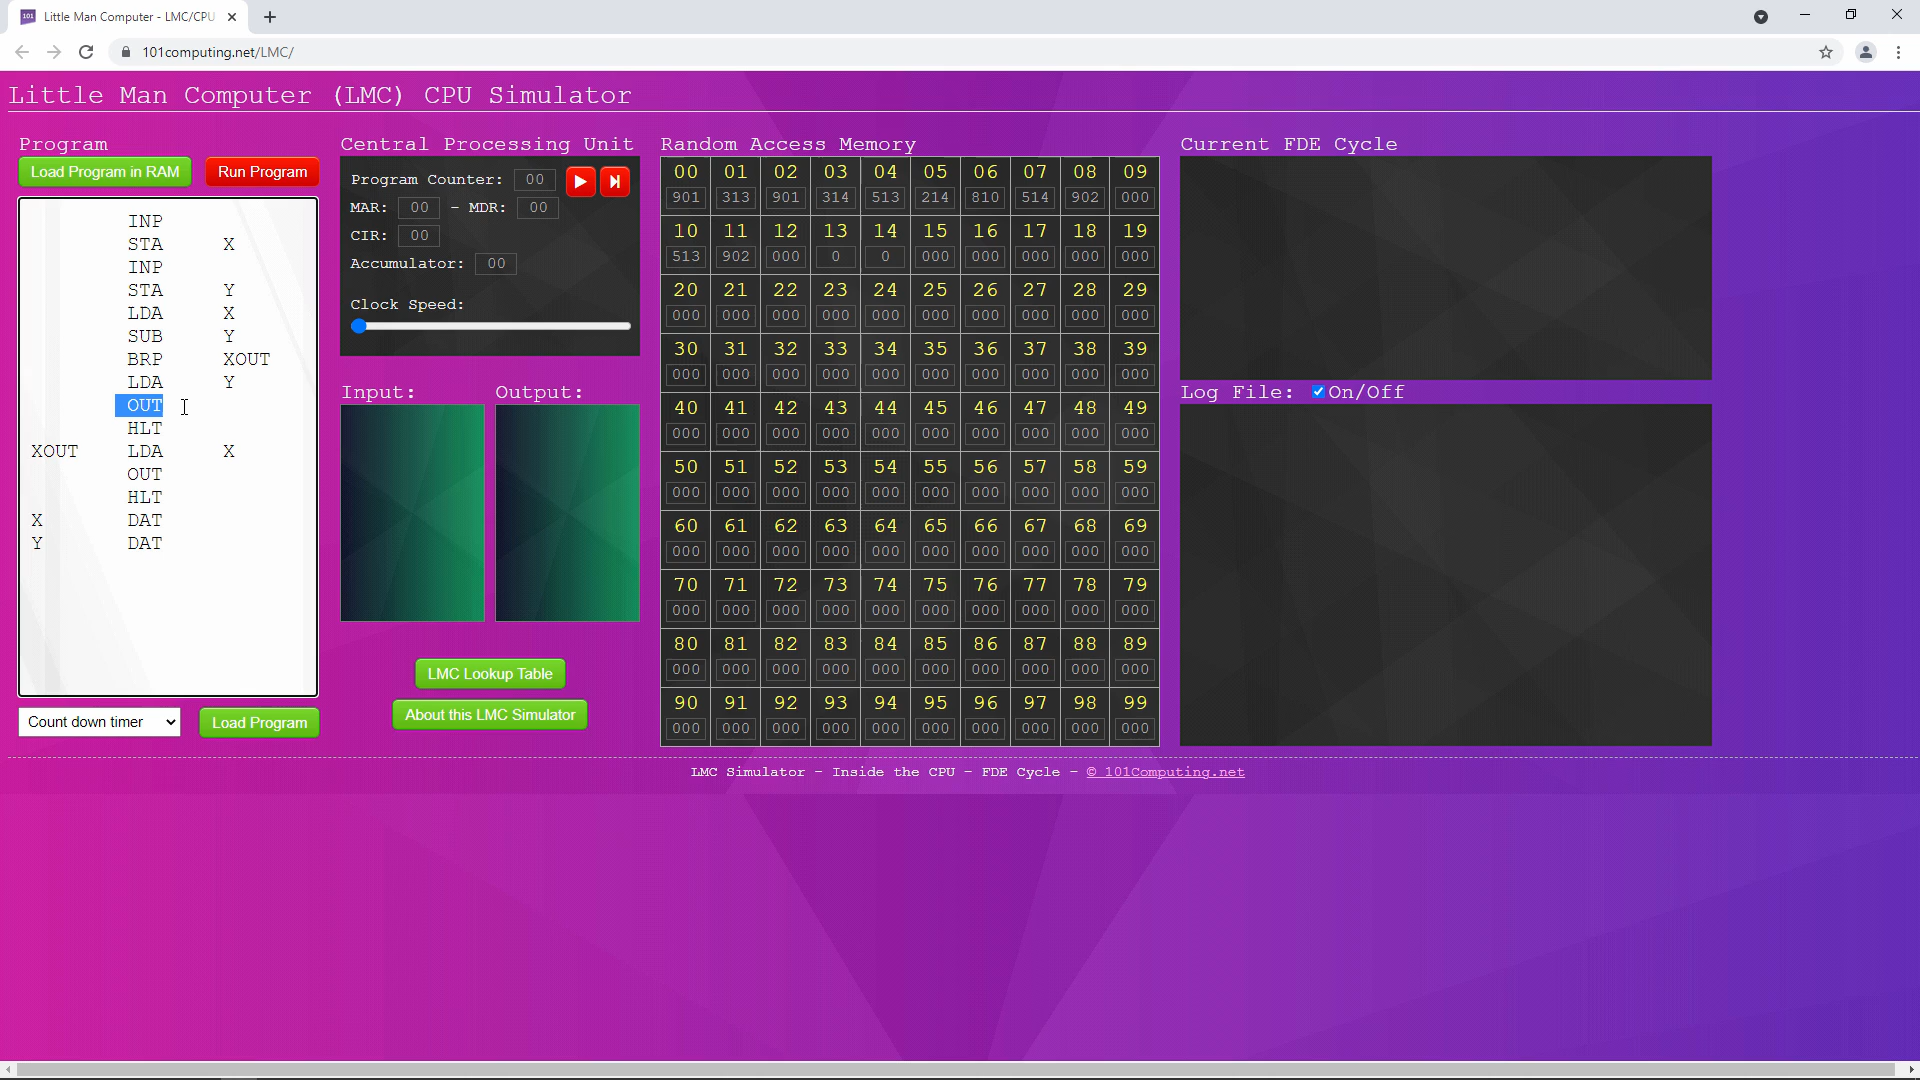 Little Man Computer - LMC/CPU
101computing.net/LMC/
Little Man Computer (LMC) CPU Simulator
Program
Load Program in RAM Run Program
INP
STA X
INP
STA Y
LDA X
SUB Y
BRP XOUT
LDA Y
OUT
HLT
XOUT LDA X
OUT
HLT
X DAT
Y DAT
Count down timer Load Program
Central Processing Unit
Program Counter: 00
MAR: 00 - MDR: 00
CIR: 00
Accumulator: 00
Clock Speed:
Input: Output:
LMC Lookup Table
About this LMC Simulator
Random Access Memory
00 01 02 03 04 05 06 07 08 09
901 313 901 314 513 214 810 514 902 000
10 11 12 13 14 15 16 17 18 19
513 902 000 0 0 000 000 000 000 000
20 21 22 23 24 25 26 27 28 29
000 000 000 000 000 000 000 000 000 000
30 31 32 33 34 35 36 37 38 39
000 000 000 000 000 000 000 000 000 000
40 41 42 43 44 45 46 47 48 49
000 000 000 000 000 000 000 000 000 000
50 51 52 53 54 55 56 57 58 59
000 000 000 000 000 000 000 000 000 000
60 61 62 63 64 65 66 67 68 69
000 000 000 000 000 000 000 000 000 000
70 71 72 73 74 75 76 77 78 79
000 000 000 000 000 000 000 000 000 000
80 81 82 83 84 85 86 87 88 89
000 000 000 000 000 000 000 000 000 000
90 91 92 93 94 95 96 97 98 99
000 000 000 000 000 000 000 000 000 000
Current FDE Cycle
Log File: On/Off
LMC Simulator - Inside the CPU - FDE Cycle - © 101Computing.net